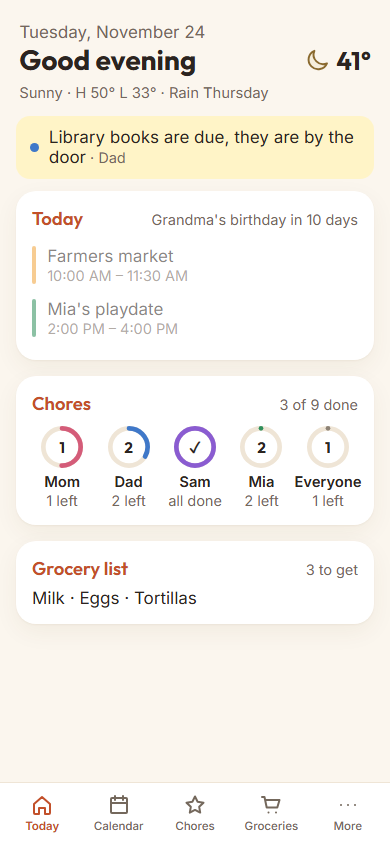 Tuesday, November 24
Good evening
41°
Sunny · H 50° L 33° · Rain Thursday
Library books are due, they are by the
door · Dad
Today
Grandma's birthday in 10 days
Farmers market
10:00 AM – 11:30 AM
Mia's playdate
2:00 PM – 4:00 PM
Chores
3 of 9 done
1 2 ✓ 2 1
Mom Dad Sam Mia Everyone
1 left 2 left all done 2 left 1 left
Grocery list
3 to get
Milk · Eggs · Tortillas
Today Calendar Chores Groceries More